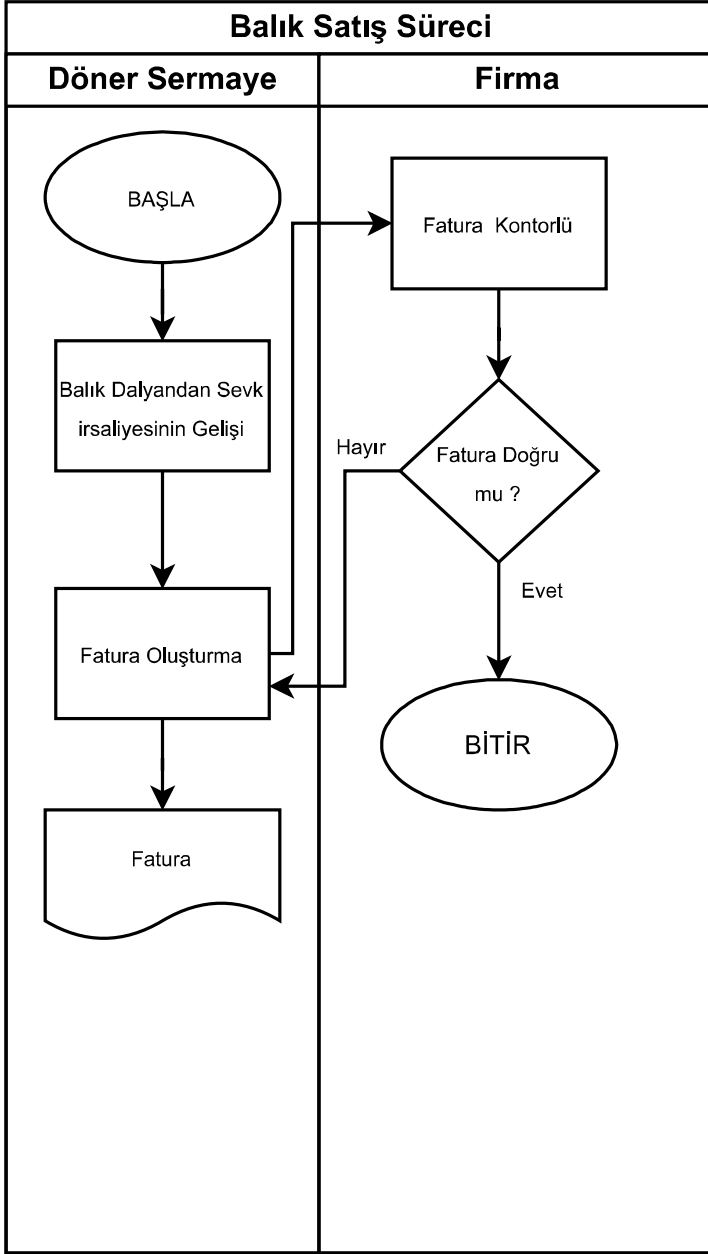 Balık Satış Süreci
Döner Sermaye
Firma
BAŞLA
Balık Dalyandan Sevk
irsaliyesinin Gelişi
Fatura Oluşturma
Fatura
Fatura Kontorlü
Fatura Doğru
mu ?
Hayır
Evet
BİTİR